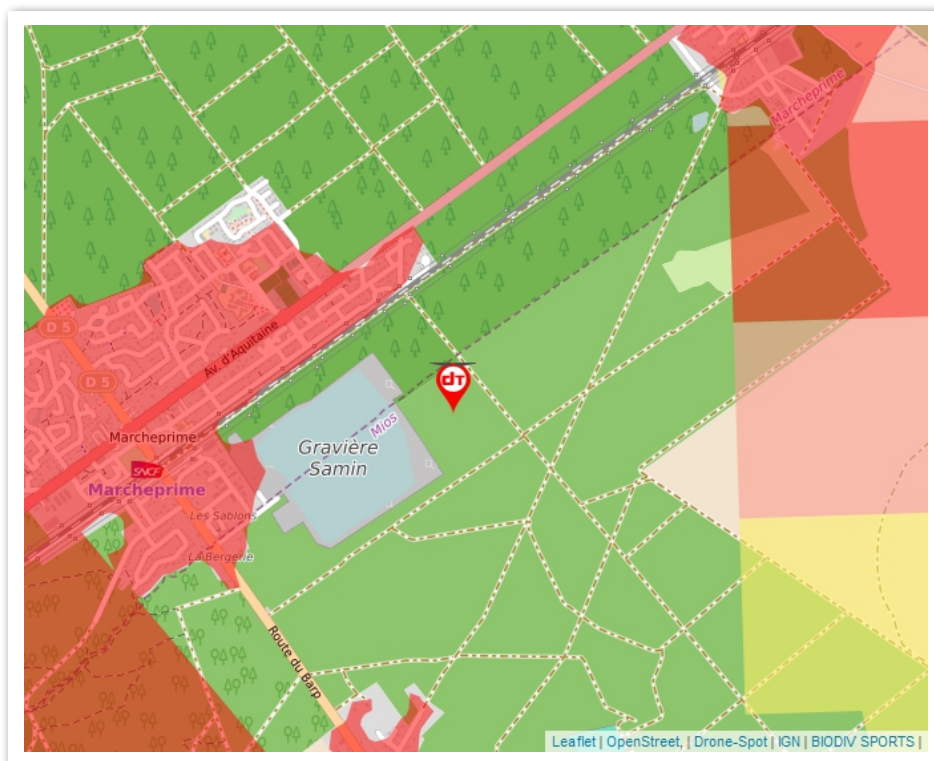 Marcheprime
D 5
Av. d'Aquitaine
D 5
dT
Mios
Marcheprime
Gravière
Samin
SNCF
Marcheprime
Les Sablons
La Bergerie
Route du Barp
Leaflet | OpenStreet, | Drone-Spot | IGN | BIODIV SPORTS |